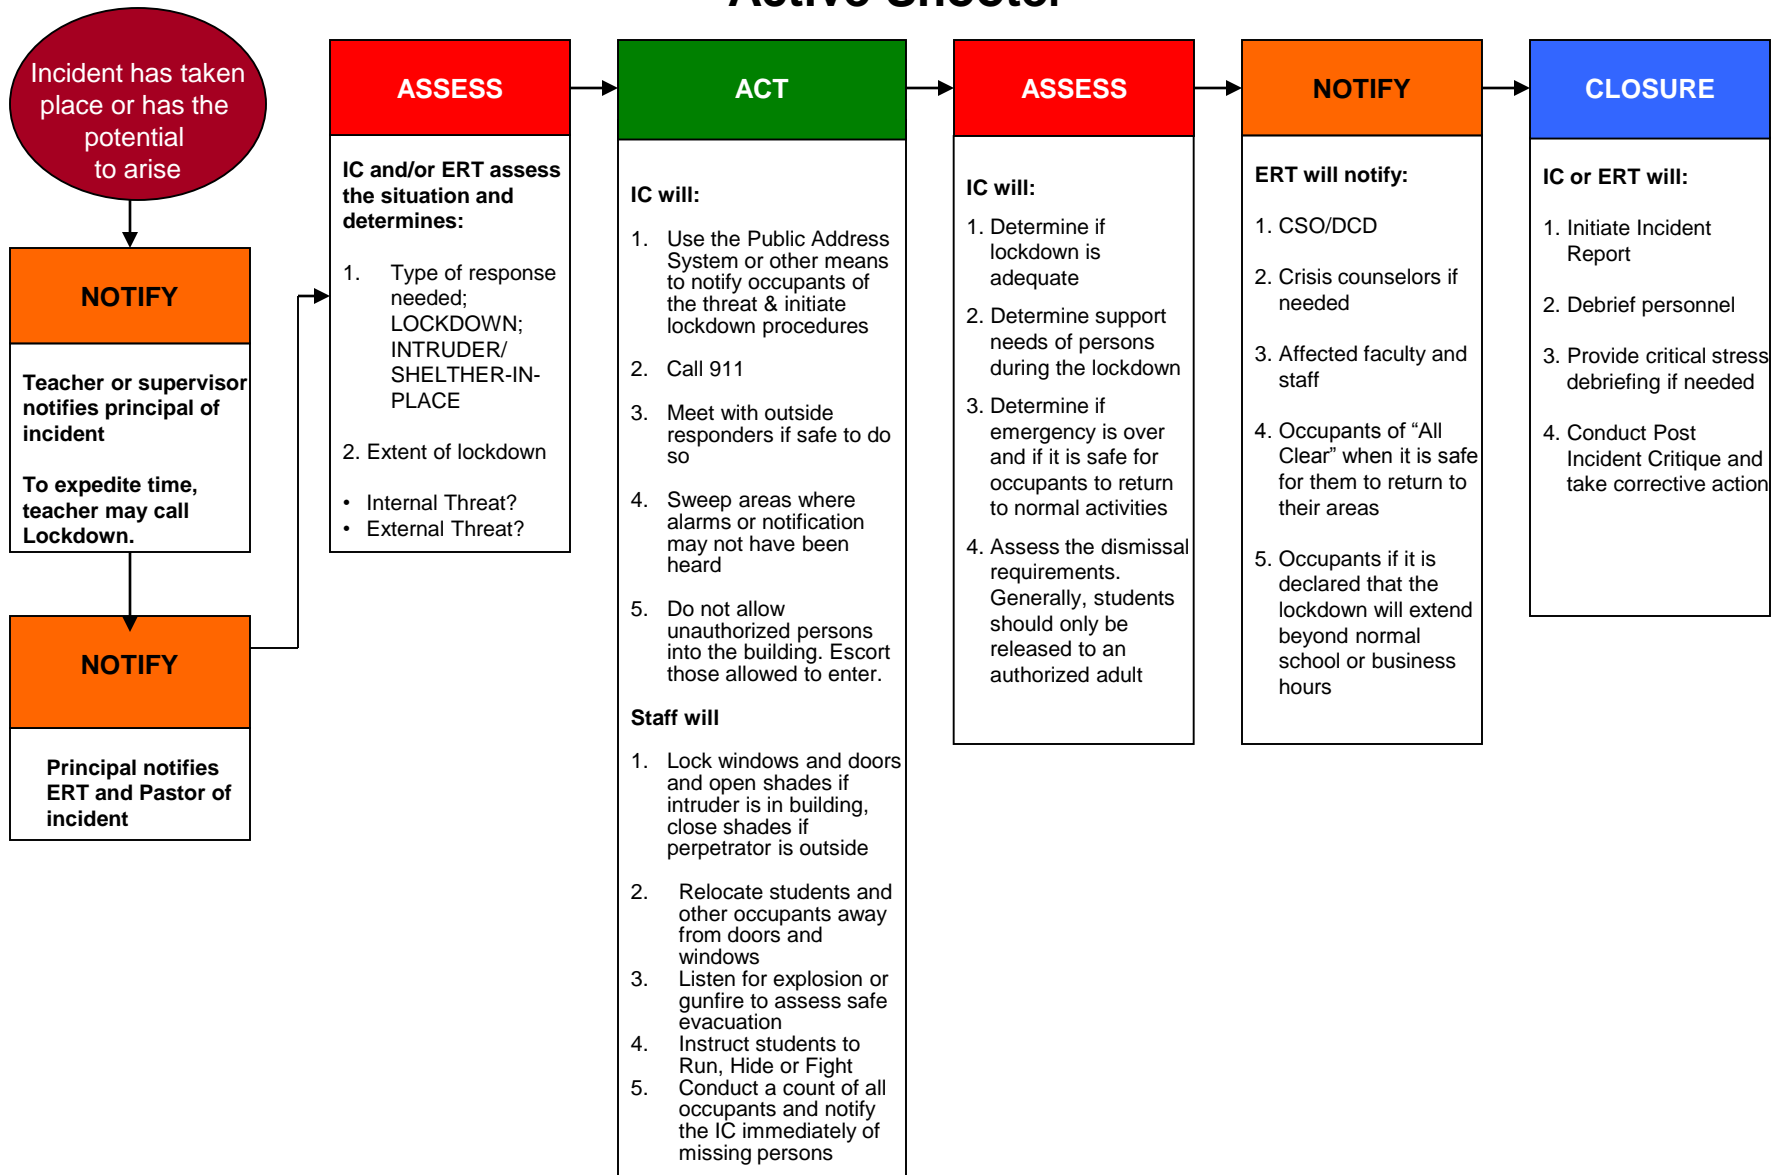 Active Shooter
Incident has taken
place or has the
potential
to arise
NOTIFY
Teacher or supervisor
notifies principal of
incident
To expedite time,
teacher may call
Lockdown.
NOTIFY
Principal notifies
ERT and Pastor of
incident
ASSESS
IC and/or ERT assess
the situation and
determines:
1. Type of response
needed;
LOCKDOWN;
INTRUDER/
SHELTHER-IN-
PLACE
2. Extent of lockdown
• Internal Threat?
• External Threat?
ACT
IC will:
1. Use the Public Address
System or other means
to notify occupants of
the threat & initiate
lockdown procedures
2. Call 911
3. Meet with outside
responders if safe to do
so
4. Sweep areas where
alarms or notification
may not have been
heard
5. Do not allow
unauthorized persons
into the building. Escort
those allowed to enter.
Staff will
1. Lock windows and doors
and open shades if
intruder is in building,
close shades if
perpetrator is outside
2. Relocate students and
other occupants away
from doors and
windows
3. Listen for explosion or
gunfire to assess safe
evacuation
4. Instruct students to
Run, Hide or Fight
5. Conduct a count of all
occupants and notify
the IC immediately of
missing persons
ASSESS
IC will:
1. Determine if
lockdown is
adequate
2. Determine support
needs of persons
during the lockdown
3. Determine if
emergency is over
and if it is safe for
occupants to return
to normal activities
4. Assess the dismissal
requirements.
Generally, students
should only be
released to an
authorized adult
NOTIFY
ERT will notify:
1. CSO/DCD
2. Crisis counselors if
needed
3. Affected faculty and
staff
4. Occupants of “All
Clear” when it is safe
for them to return to
their areas
5. Occupants if it is
declared that the
lockdown will extend
beyond normal
school or business
hours
CLOSURE
IC or ERT will:
1. Initiate Incident
Report
2. Debrief personnel
3. Provide critical stress
debriefing if needed
4. Conduct Post
Incident Critique and
take corrective action